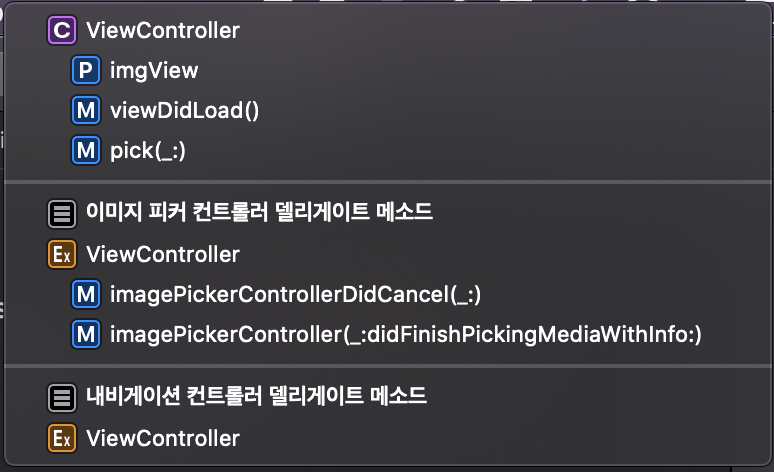 C ViewController
P imgView
M viewDidLoad()
M pick(_:)
이미지 피커 컨트롤러 델리게이트 메소드
Ex ViewController
M imagePickerControllerDidCancel(_:)
M imagePickerController(_:didFinishPickingMediaWithInfo:)
내비게이션 컨트롤러 델리게이트 메소드
Ex ViewController